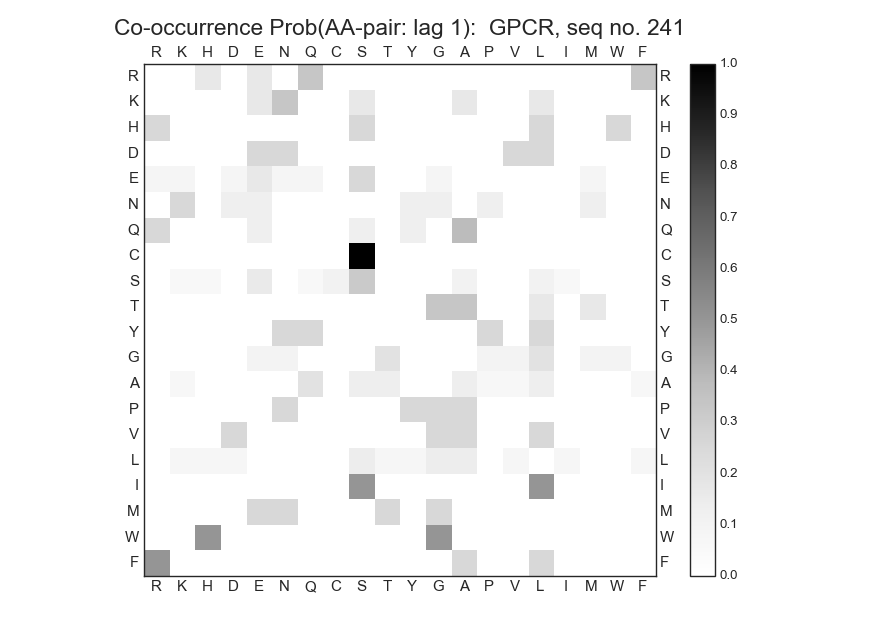 Co-occurrence Prob(AA-pair: lag 1):  GPCR, seq no. 241
R K H D E N Q C S T Y G A P V L I M W F
R R 1.0
K K 0.9
H H
D D 0.8
E E
N N 0.7
Q Q
C C 0.6
S S
T T 0.5
Y Y
G G 0.4
A A
P P 0.3
V V
L L 0.2
I I
M M 0.1
W W
F F 0.0
R K H D E N Q C S T Y G A P V L I M W F